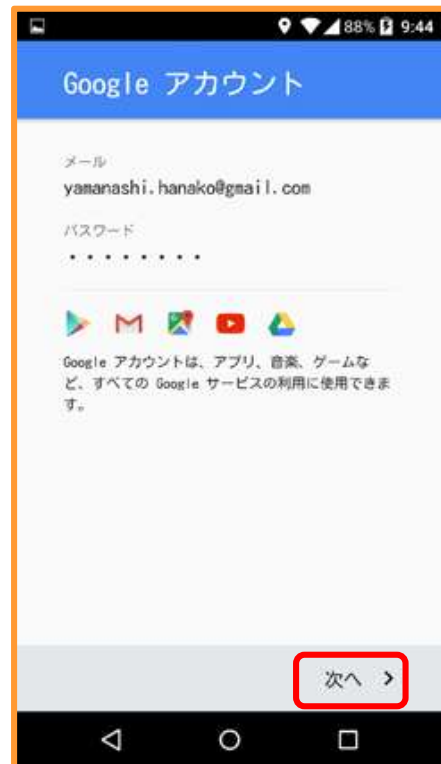 88% 9:44
Google アカウント
メール
yamanashi.hanako@gmail.com
パスワード
・・・・・・・・
Google アカウントは、アプリ、音楽、ゲームな
ど、すべての Google サービスの利用に使用できま
す。
次へ